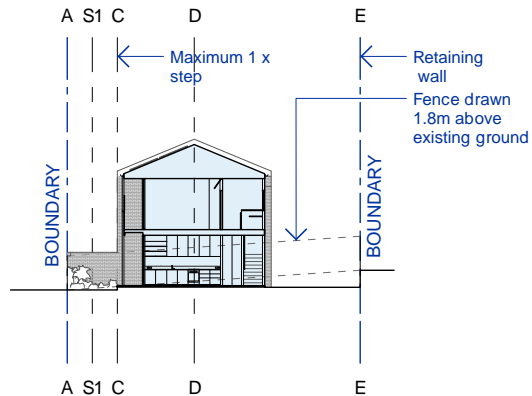 A S1 C D E
Maximum 1 x
step
Retaining
wall
Fence drawn
1.8m above
existing ground
BOUNDARY
BOUNDARY
A S1 C D E